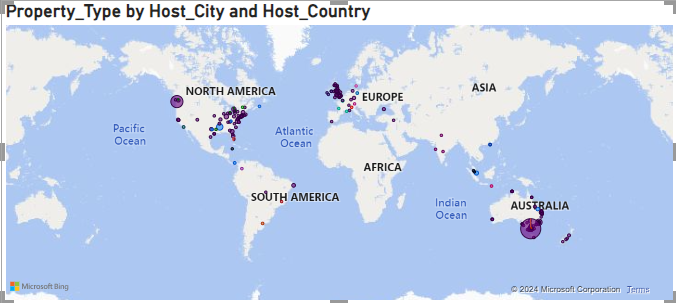 Property_Type by Host_City and Host_Country
NORTH AMERICA
ASIA
EUROPE
Pacific
Ocean
Atlantic
Ocean
AFRICA
SOUTH AMERICA
Indian
Ocean
AUSTRALIA
Microsoft Bing
© 2024 Microsoft Corporation Terms